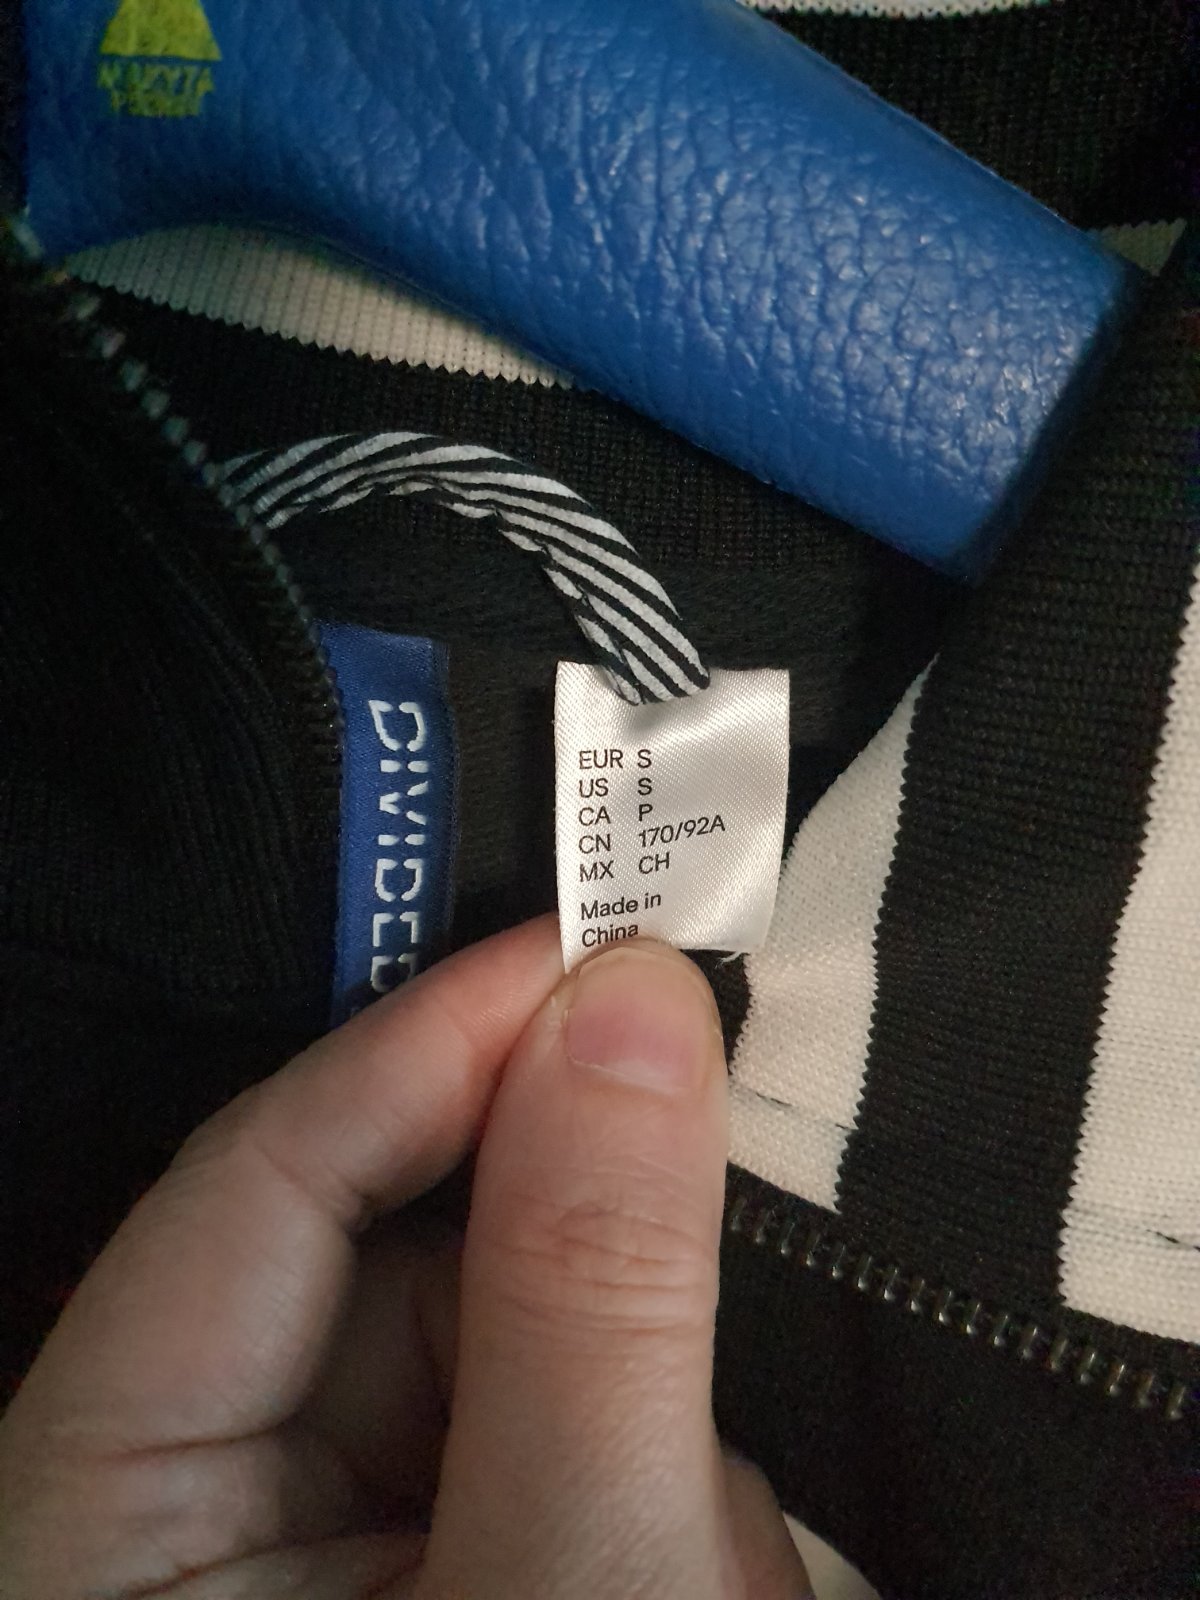 DIVIDED
EUR S
US S
CA P
CN 170/92A
MX CH
Made in
China